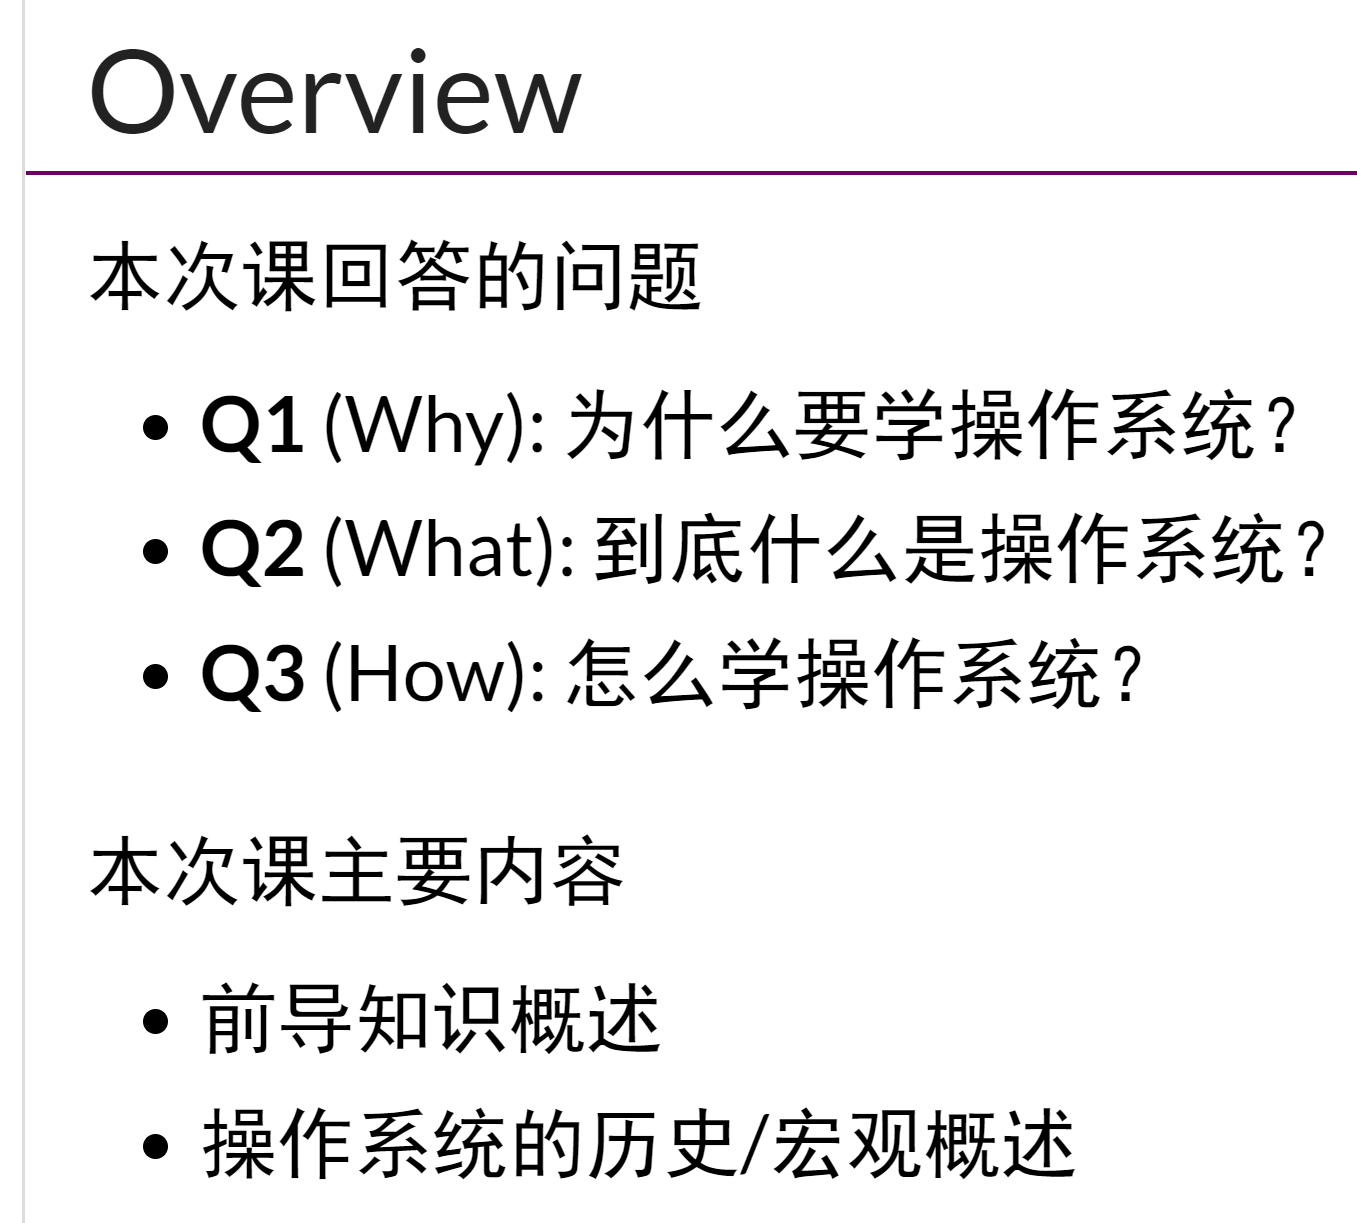 Overview
本次课回答的问题
• Q1 (Why): 为什么要学操作系统?
• Q2 (What): 到底什么是操作系统?
• Q3 (How): 怎么学操作系统?
本次课主要内容
• 前导知识概述
• 操作系统的历史/宏观概述